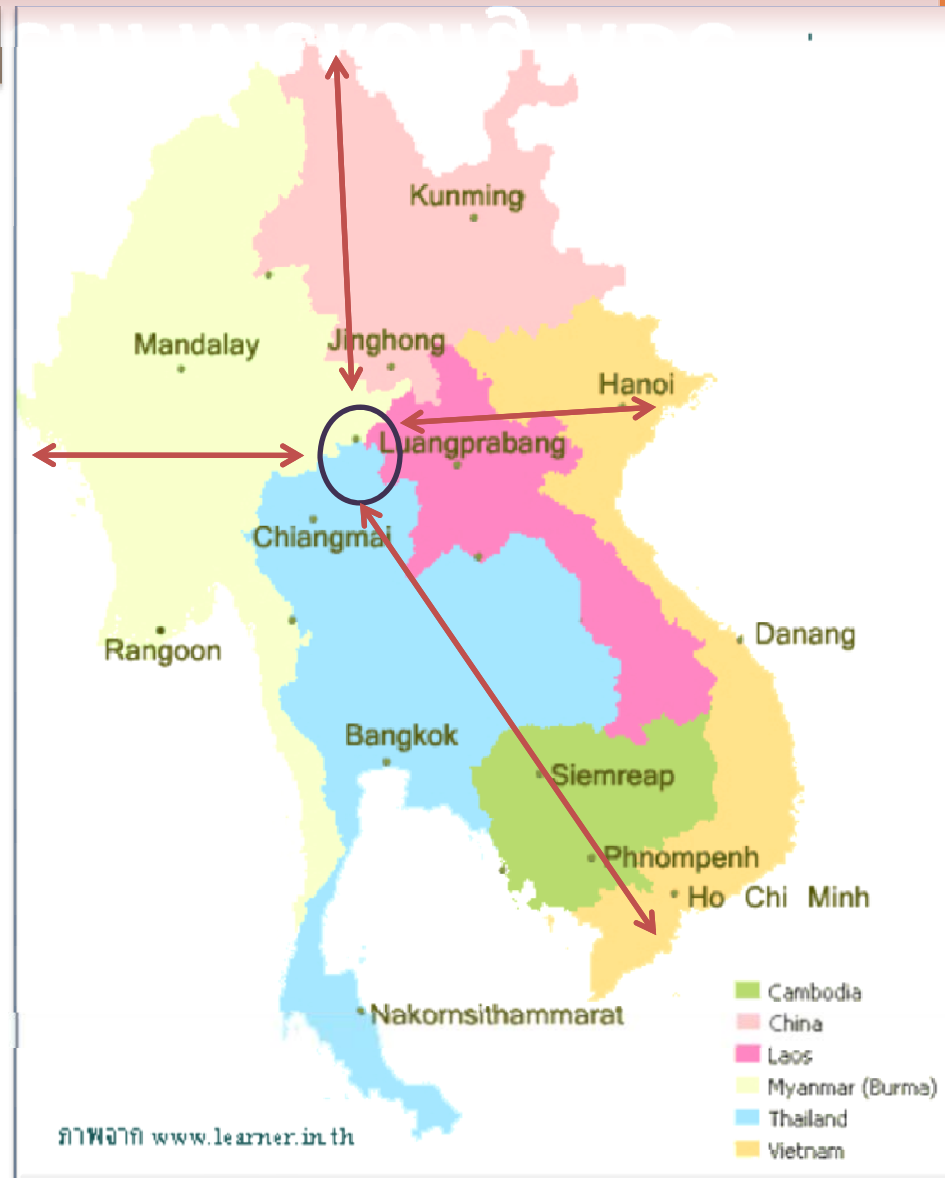 Kunming
Mandalay
Jinghong
Hanoi
Luangprabang
Chiangmai
Rangoon
Danang
Bangkok
Siemreap
Phnompenh
Ho Chi Minh
Nakornsithammarat
Cambodia
China
Laos
Myanmar (Burma)
Thailand
Vietnam
ภาพจาก www.learner.in.th